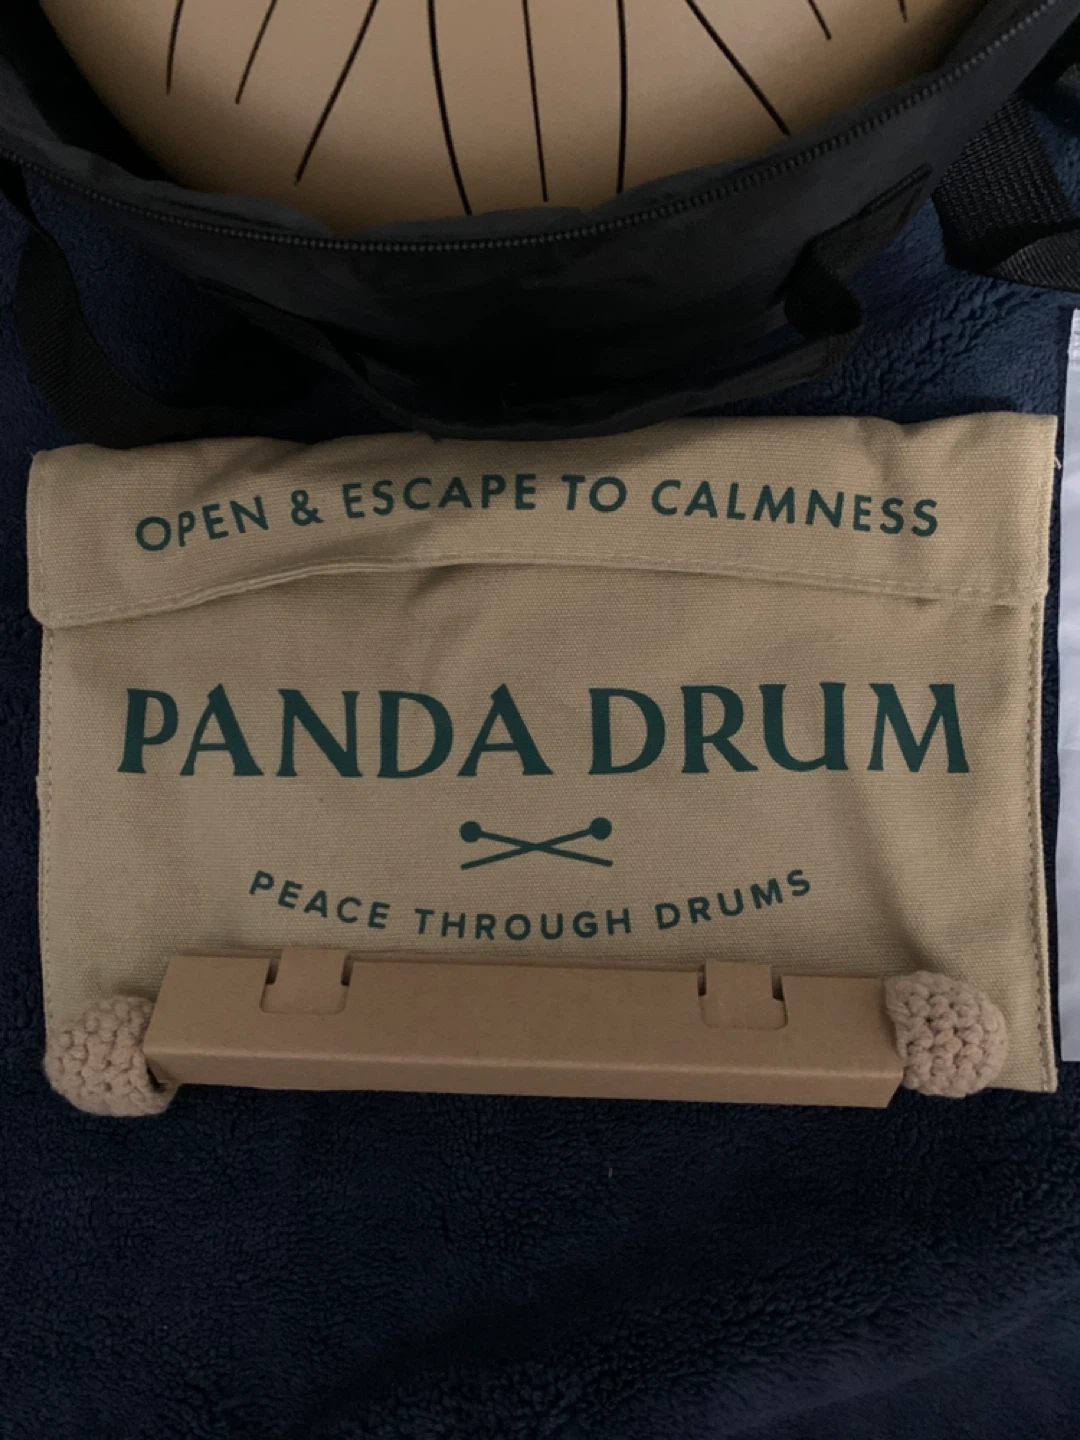 OPEN & ESCAPE TO CALMNESS
PANDA DRUM
PEACE THROUGH DRUMS